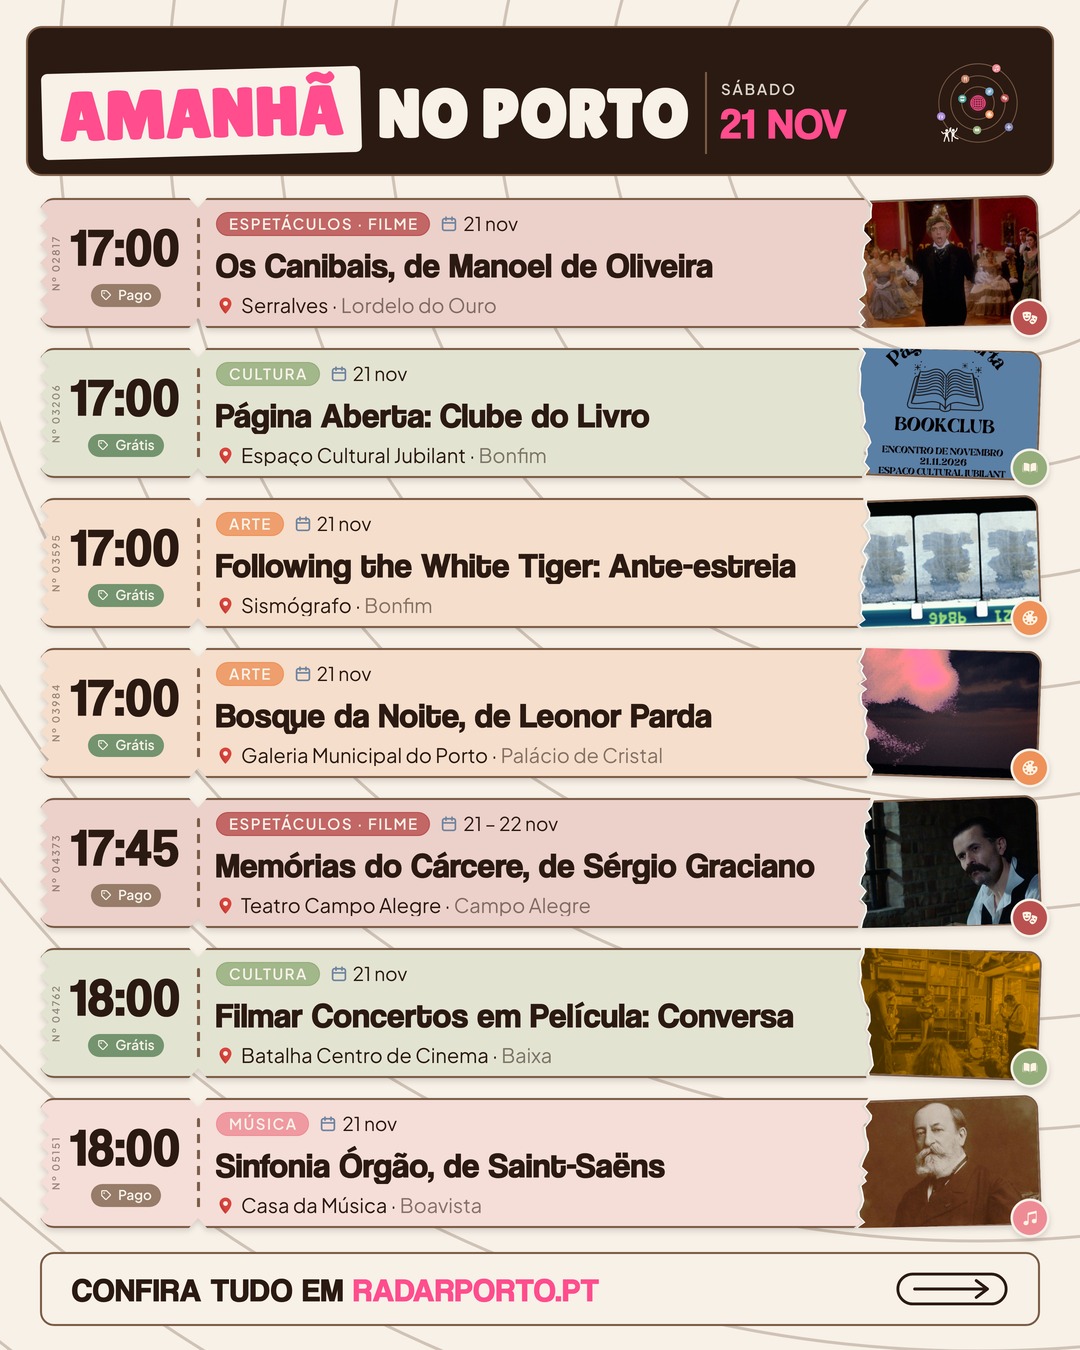 AMANHÃ NO PORTO
SÁBADO
21 NOV
Nº 02817
17:00
Pago
ESPETÁCULOS · FILME
21 nov
Os Canibais, de Manoel de Oliveira
Serralves · Lordelo do Ouro
Nº 03206
17:00
Grátis
CULTURA
21 nov
Página Aberta: Clube do Livro
Espaço Cultural Jubilant · Bonfim
BOOKCLUB
ENCONTRO DE NOVEMBRO
21.11.2026
ESPAÇO CULTURAL JUBILANT
Nº 03595
17:00
Grátis
ARTE
21 nov
Following the White Tiger: Ante-estreia
Sismógrafo · Bonfim
9846
Nº 03984
17:00
Grátis
ARTE
21 nov
Bosque da Noite, de Leonor Parda
Galeria Municipal do Porto · Palácio de Cristal
Nº 04373
17:45
Pago
ESPETÁCULOS · FILME
21 – 22 nov
Memórias do Cárcere, de Sérgio Graciano
Teatro Campo Alegre · Campo Alegre
Nº 04762
18:00
Grátis
CULTURA
21 nov
Filmar Concertos em Película: Conversa
Batalha Centro de Cinema · Baixa
Nº 05151
18:00
Pago
MÚSICA
21 nov
Sinfonia Órgão, de Saint-Saëns
Casa da Música · Boavista
CONFIRA TUDO EM RADARPORTO.PT